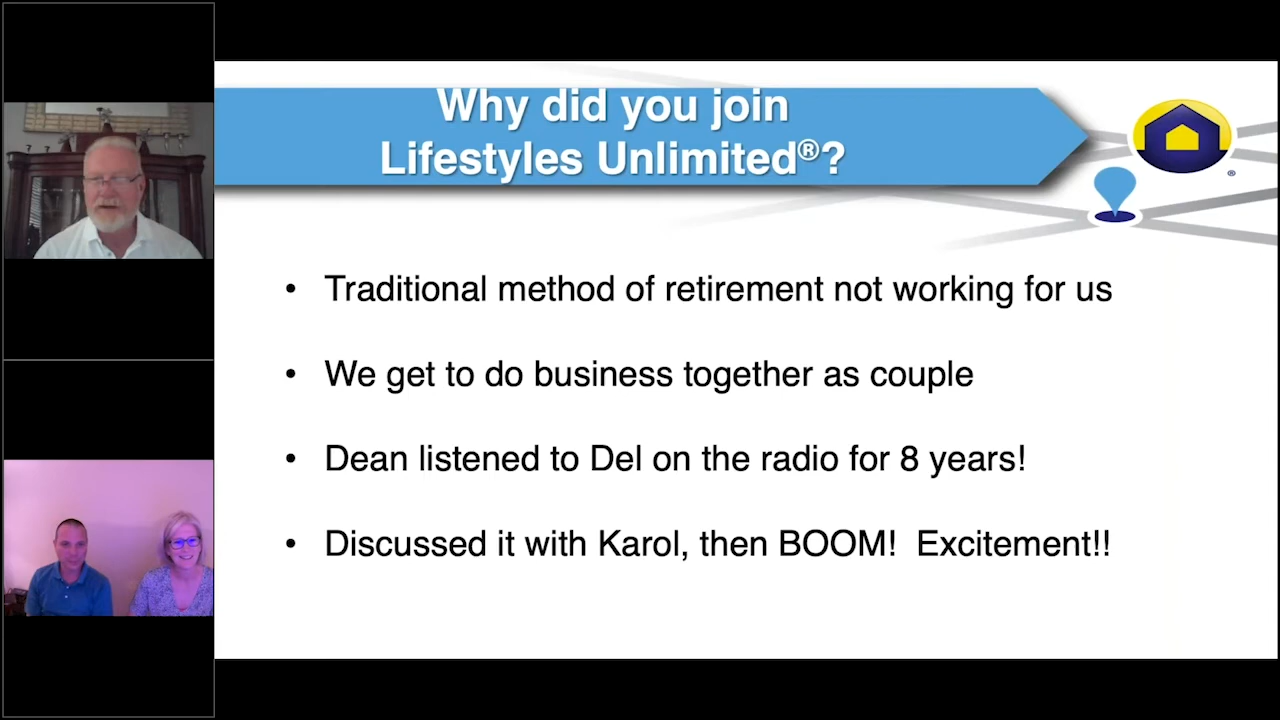 Why did you join
Lifestyles Unlimited®?
®
• Traditional method of retirement not working for us
• We get to do business together as couple
• Dean listened to Del on the radio for 8 years!
• Discussed it with Karol, then BOOM! Excitement!!